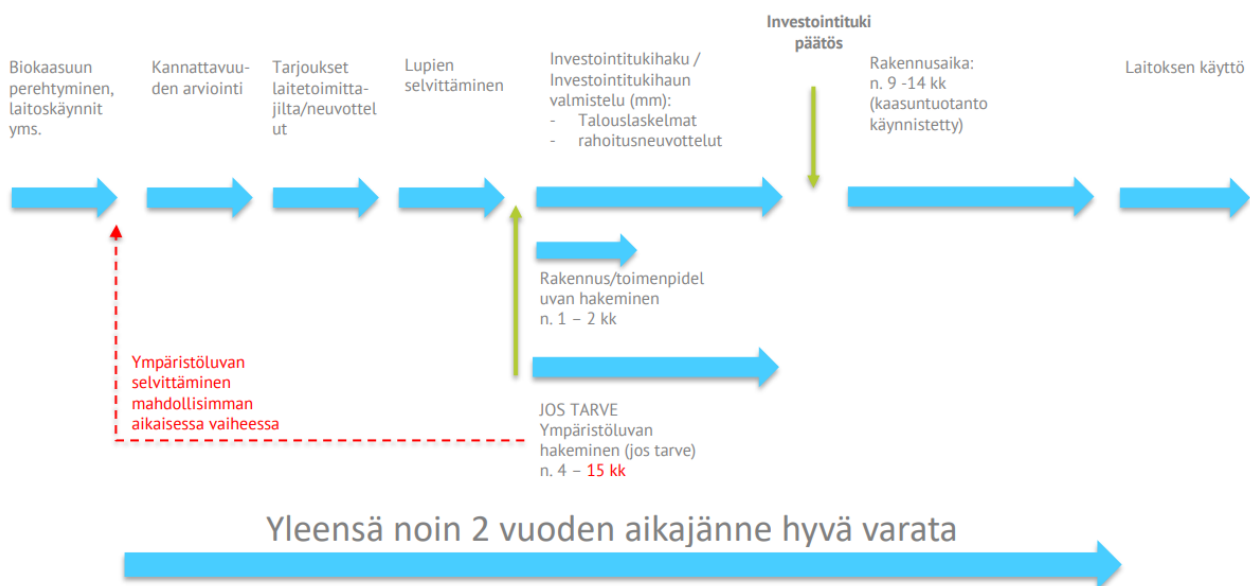 Biokaasuun
perehtyminen,
laitoskäynnit
yms.
Kannattavuu-
den arviointi
Tarjoukset
laitetoimitta-
jilta/neuvottel
ut
Lupien
selvittäminen
Investointitukihaku /
Investointitukihaun
valmistelu (mm):
- Talouslaskelmat
- rahoitusneuvottelut
Investointituki
päätös
Rakennusaika:
n. 9 -14 kk
(kaasuntuotanto
käynnistetty)
Laitoksen käyttö
Rakennus/toimenpidel
uvan hakeminen
n. 1 – 2 kk
Ympäristöluvan
selvittäminen
mahdollisimman
aikaisessa vaiheessa
JOS TARVE
Ympäristöluvan
hakeminen (jos tarve)
n. 4 – 15 kk
Yleensä noin 2 vuoden aikajänne hyvä varata